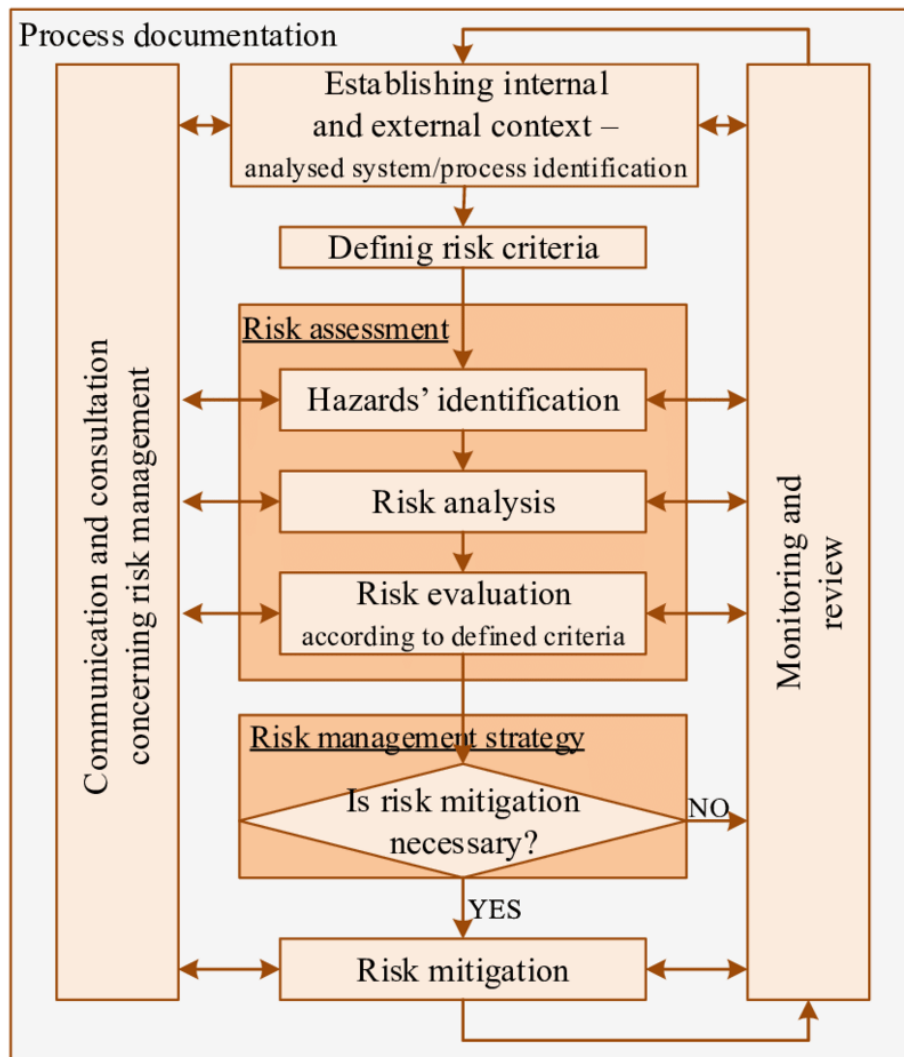 Process documentation
Communication and consultation
concerning risk management
Establishing internal
and external context –
analysed system/process identification
Definig risk criteria
Risk assessment
Hazards’ identification
Risk analysis
Risk evaluation
according to defined criteria
Risk management strategy
Is risk mitigation
necessary?
NO
YES
Risk mitigation
Monitoring and
review